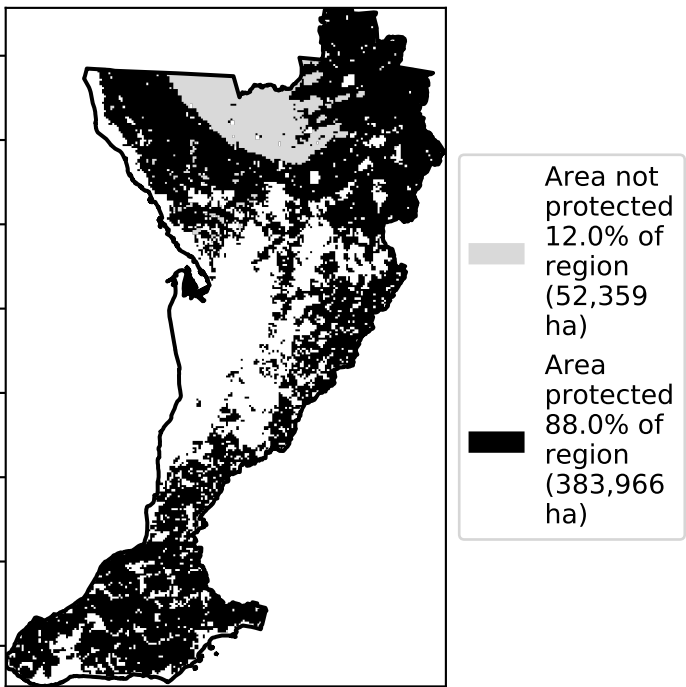 Area not
protected
12.0% of
region
(52,359
ha)
Area
protected
88.0% of
region
(383,966
ha)